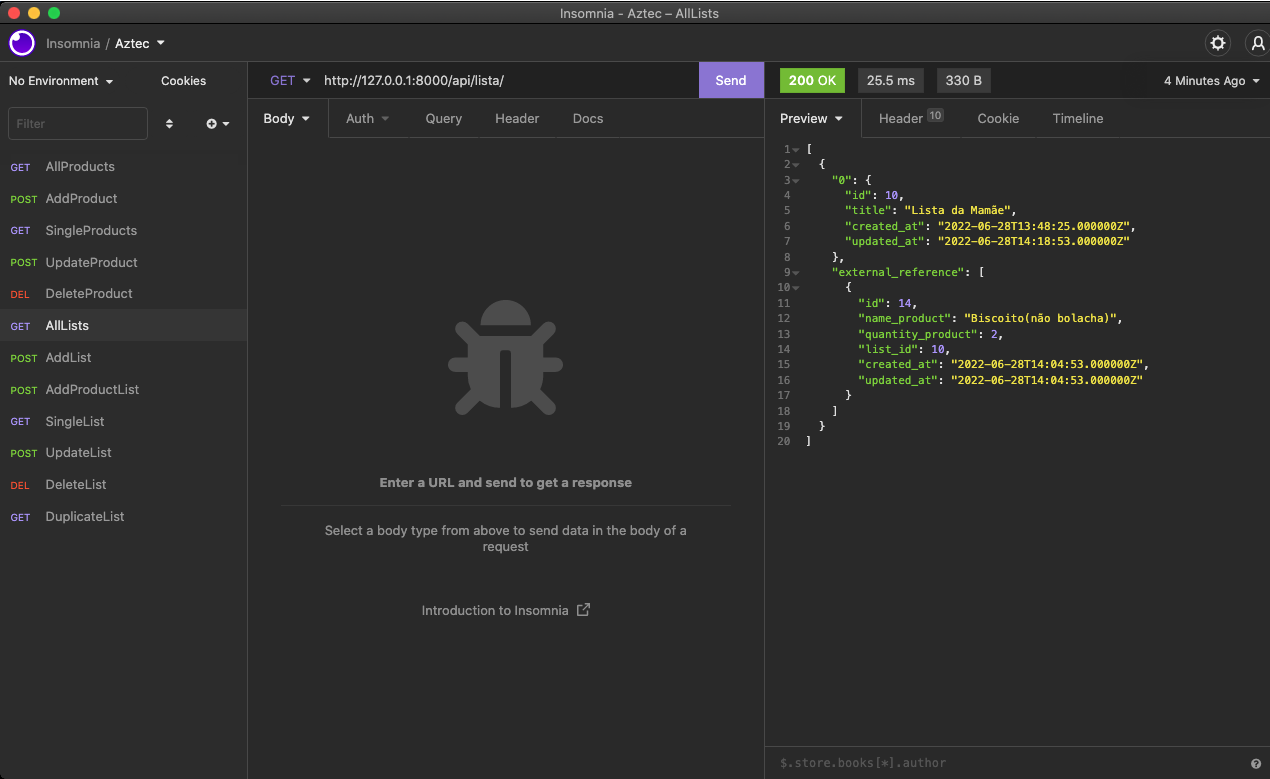 Insomnia - Aztec – AllLists
Insomnia / Aztec
No Environment
Cookies
Filter
GET AllProducts
POST AddProduct
GET SingleProducts
POST UpdateProduct
DEL DeleteProduct
GET AllLists
POST AddList
POST AddProductList
GET SingleList
POST UpdateList
DEL DeleteList
GET DuplicateList
GET http://127.0.0.1:8000/api/lista/ Send
Body Auth Query Header Docs
Enter a URL and send to get a response
Select a body type from above to send data in the body of a
request
Introduction to Insomnia
200 OK 25.5 ms 330 B 4 Minutes Ago
Preview Header 10 Cookie Timeline
1 [
2 {
3 "0": {
4 "id": 10,
5 "title": "Lista da Mamãe",
6 "created_at": "2022-06-28T13:48:25.000000Z",
7 "updated_at": "2022-06-28T14:18:53.000000Z"
8 },
9 "external_reference": [
10 {
11 "id": 14,
12 "name_product": "Biscoito(não bolacha)",
13 "quantity_product": 2,
14 "list_id": 10,
15 "created_at": "2022-06-28T14:04:53.000000Z",
16 "updated_at": "2022-06-28T14:04:53.000000Z"
17 }
18 ]
19 }
20 ]
$.store.books[*].author